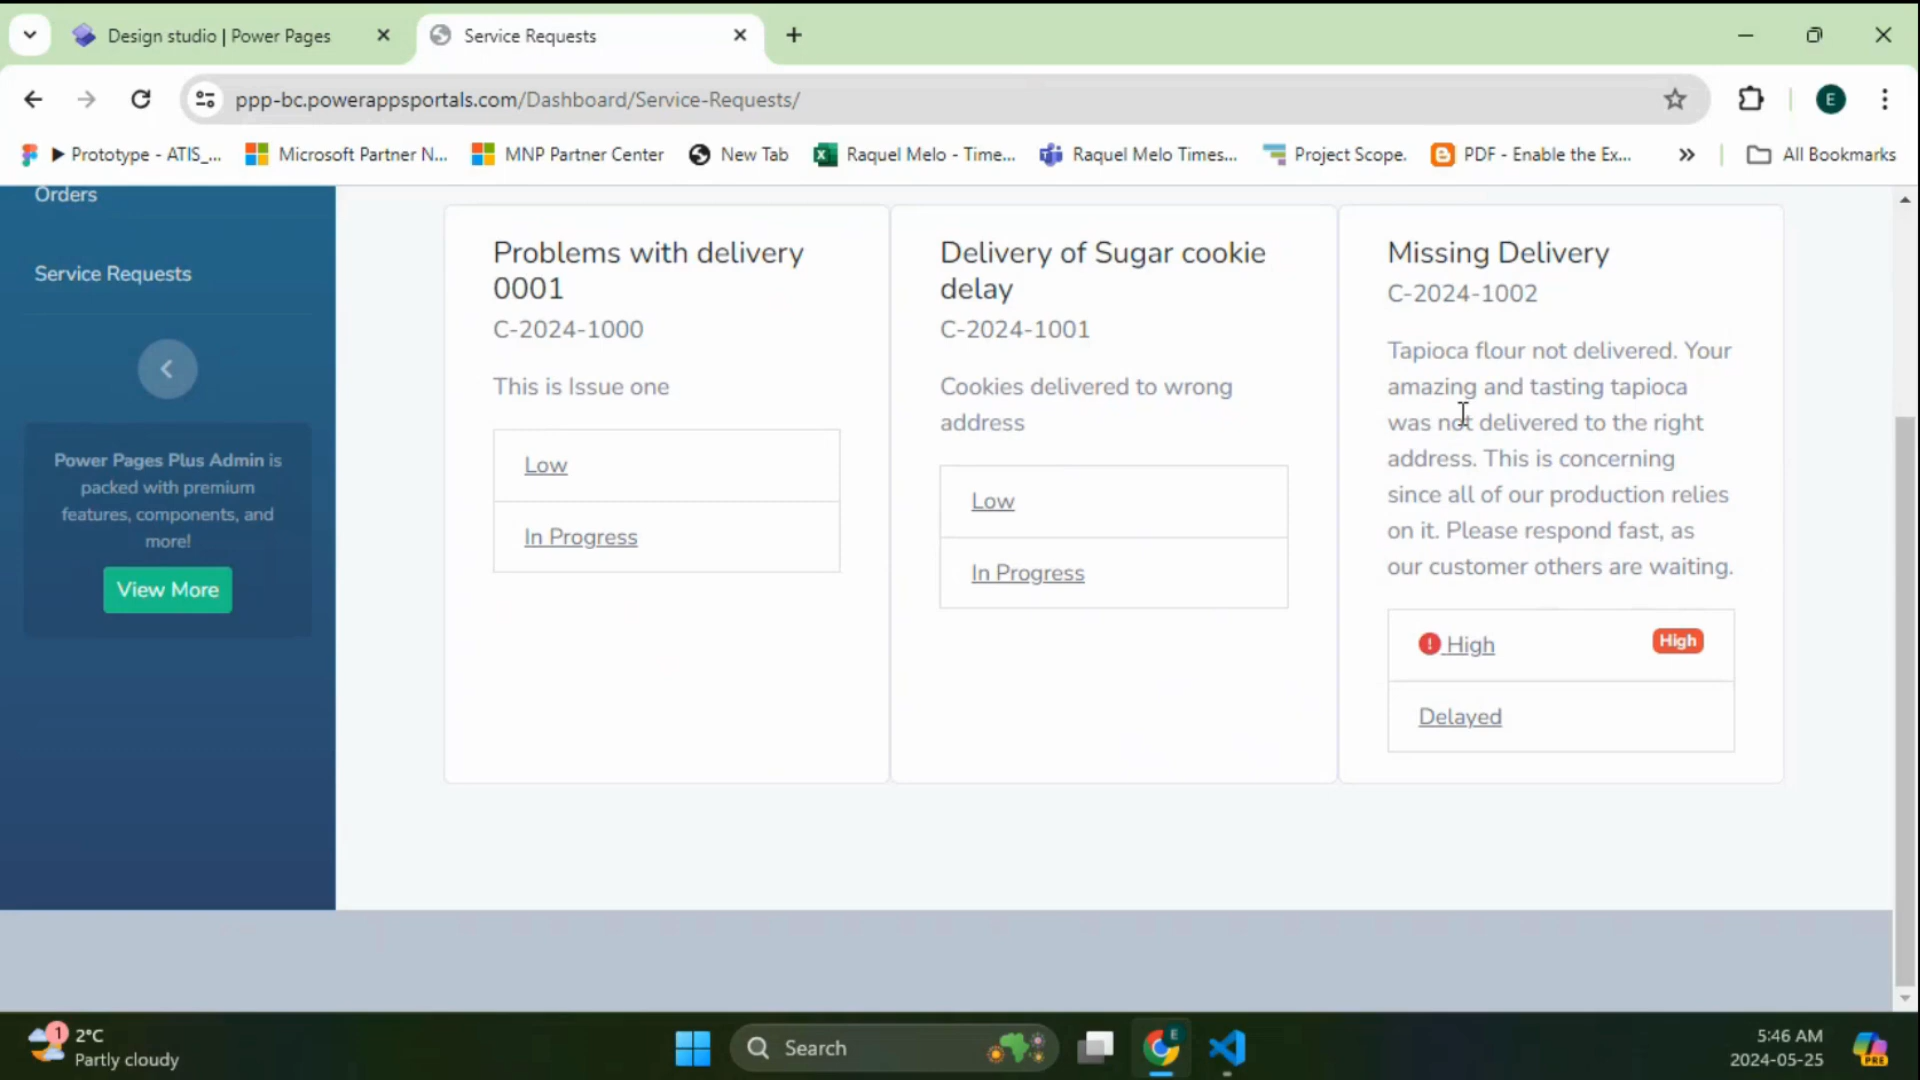 Design studio | Power Pages
Service Requests
ppp-bc.powerappsportals.com/Dashboard/Service-Requests/
E
Prototype - ATIS_...
Microsoft Partner N...
MNP Partner Center
New Tab
Raquel Melo - Time...
Raquel Melo Times...
Project Scope.
PDF - Enable the Ex...
All Bookmarks
Orders
Service Requests
Power Pages Plus Admin is
packed with premium
features, components, and
more!
View More
Problems with delivery
0001
C-2024-1000
This is Issue one
Low
In Progress
Delivery of Sugar cookie
delay
C-2024-1001
Cookies delivered to wrong
address
Low
In Progress
Missing Delivery
C-2024-1002
Tapioca flour not delivered. Your
amazing and tasting tapioca
was not delivered to the right
address. This is concerning
since all of our production relies
on it. Please respond fast, as
our customer others are waiting.
High
High
Delayed
1
2°C
Partly cloudy
Search
E
5:46 AM
2024-05-25
PRE